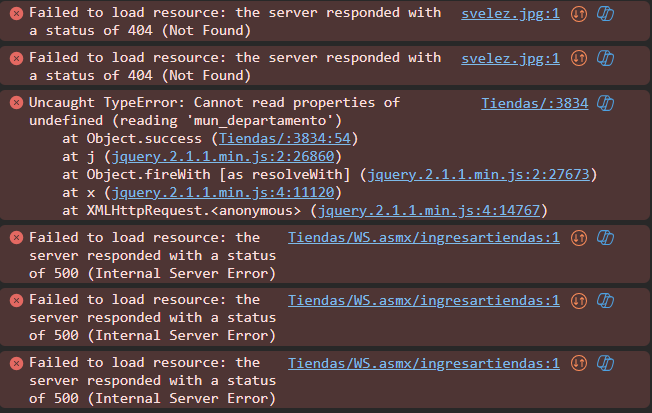 Failed to load resource: the server responded with svelez.jpg:1
a status of 404 (Not Found)
Failed to load resource: the server responded with svelez.jpg:1
a status of 404 (Not Found)
Uncaught TypeError: Cannot read properties of Tiendas/:3834
undefined (reading 'mun_departamento')
at Object.success (Tiendas/:3834:54)
at j (jquery.2.1.1.min.js:2:26860)
at Object.fireWith [as resolveWith] (jquery.2.1.1.min.js:2:27673)
at x (jquery.2.1.1.min.js:4:11120)
at XMLHttpRequest.<anonymous> (jquery.2.1.1.min.js:4:14767)
Failed to load resource: the Tiendas/WS.asmx/ingresartiendas:1
server responded with a status
of 500 (Internal Server Error)
Failed to load resource: the Tiendas/WS.asmx/ingresartiendas:1
server responded with a status
of 500 (Internal Server Error)
Failed to load resource: the Tiendas/WS.asmx/ingresartiendas:1
server responded with a status
of 500 (Internal Server Error)